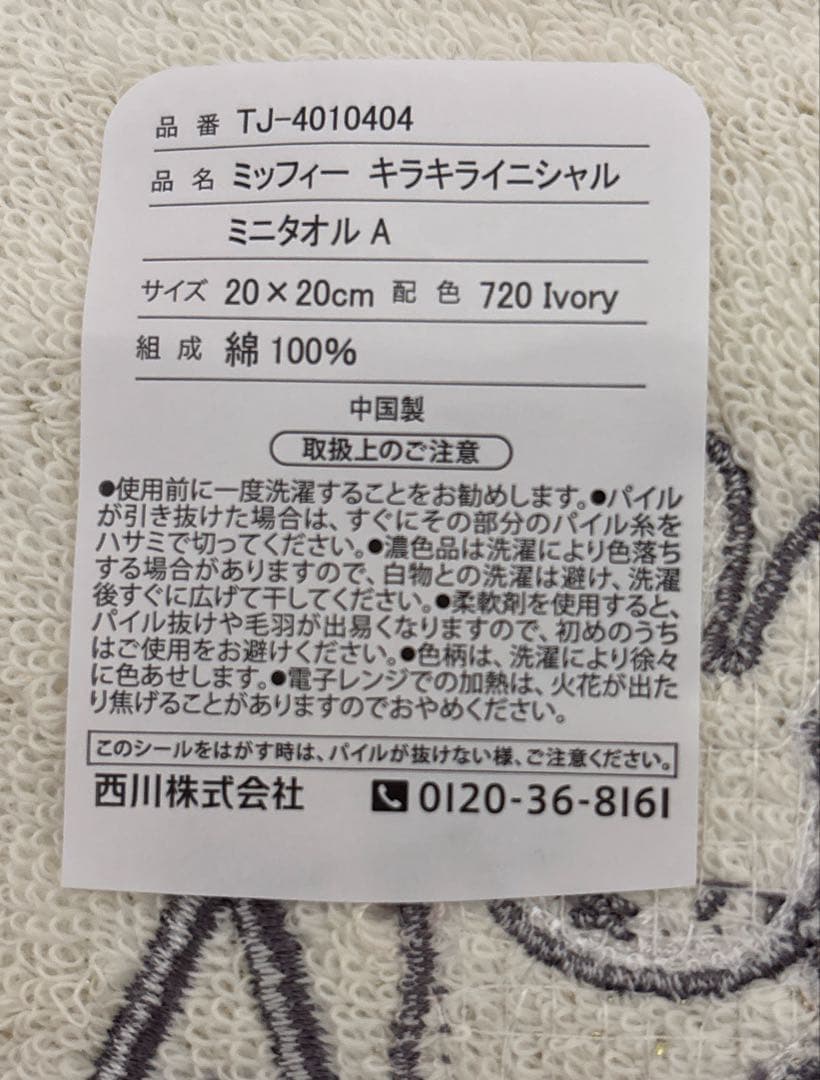 品番 TJ-4010404
品名 ミッフィー キラキライニシャル
ミニタオル A
サイズ 20×20cm 配色 720 Ivory
組成 綿100%
中国製
取扱上のご注意
●使用前に一度洗濯することをお勧めします。●パイル
が引き抜けた場合は、すぐにその部分のパイル糸を
ハサミで切ってください。●濃色品は洗濯により色落ち
する場合がありますので、白物との洗濯は避け、洗濯
後すぐに広げて干してください。●柔軟剤を使用すると、
パイル抜けや毛羽が出易くなりますので、初めのうち
はご使用をお避けください。●色柄は、洗濯により徐々
に色あせします。●電子レンジでの加熱は、火花が出た
り焦げることがありますのでおやめください。
このシールをはがす時は、パイルが抜けない様、ご注意ください。
西川株式会社 0120-36-8161